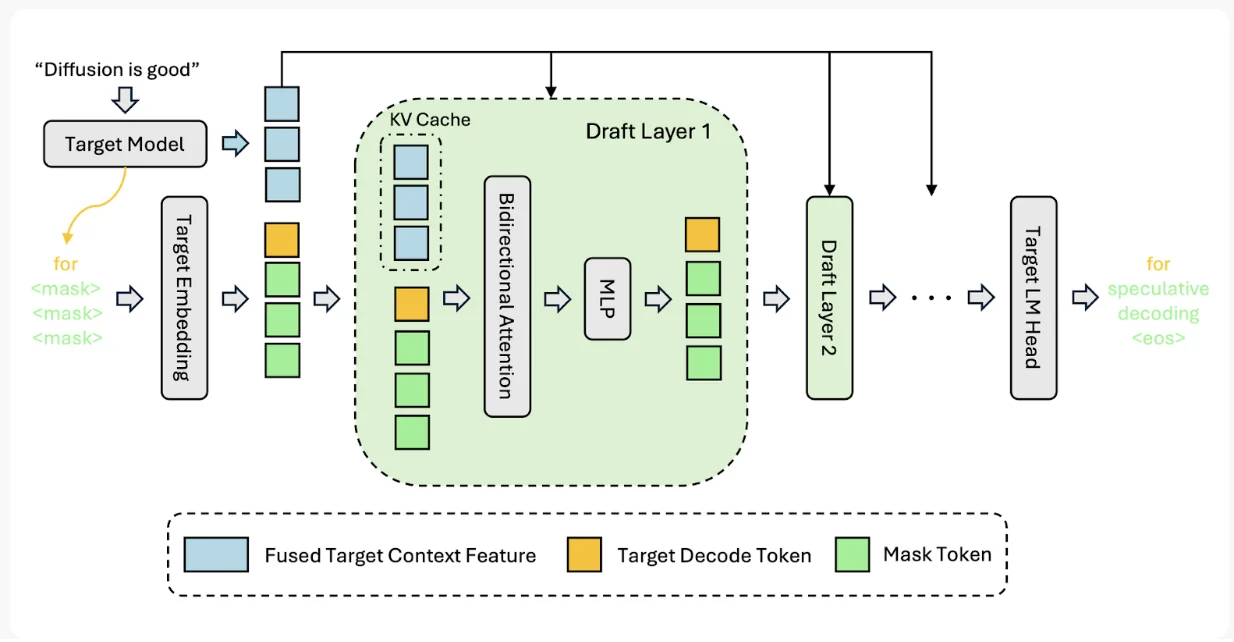 “Diffusion is good”
Target Model
for
<mask>
<mask>
<mask>
Target Embedding
KV Cache
Draft Layer 1
Bidirectional Attention
MLP
Draft Layer 2
. . .
Target LM Head
for
speculative
decoding
<eos>
Fused Target Context Feature
Target Decode Token
Mask Token